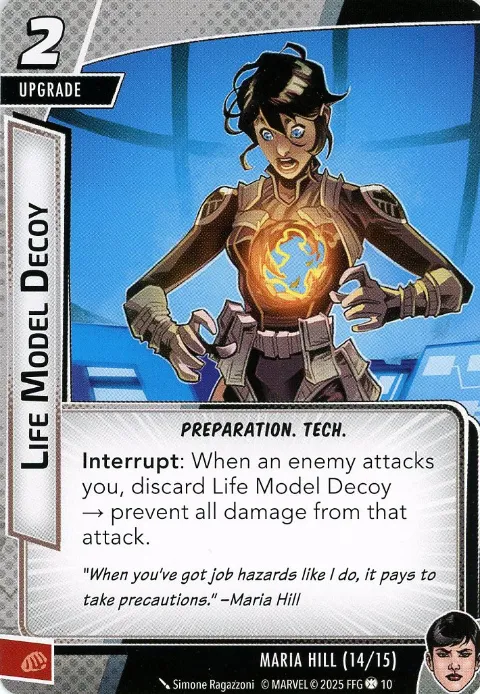 2
UPGRADE
LIFE MODEL DECOY
PREPARATION. TECH.
Interrupt: When an enemy attacks
you, discard Life Model Decoy
→ prevent all damage from that
attack.
"When you've got job hazards like I do, it pays to
take precautions." –Maria Hill
MARIA HILL (14/15)
Simone Ragazzoni © MARVEL © 2025 FFG 10